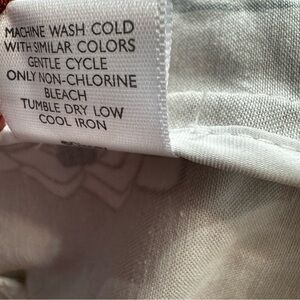 MACHINE WASH COLD
WITH SIMILAR COLORS
GENTLE CYCLE
ONLY NON-CHLORINE
BLEACH
TUMBLE DRY LOW
COOL IRON